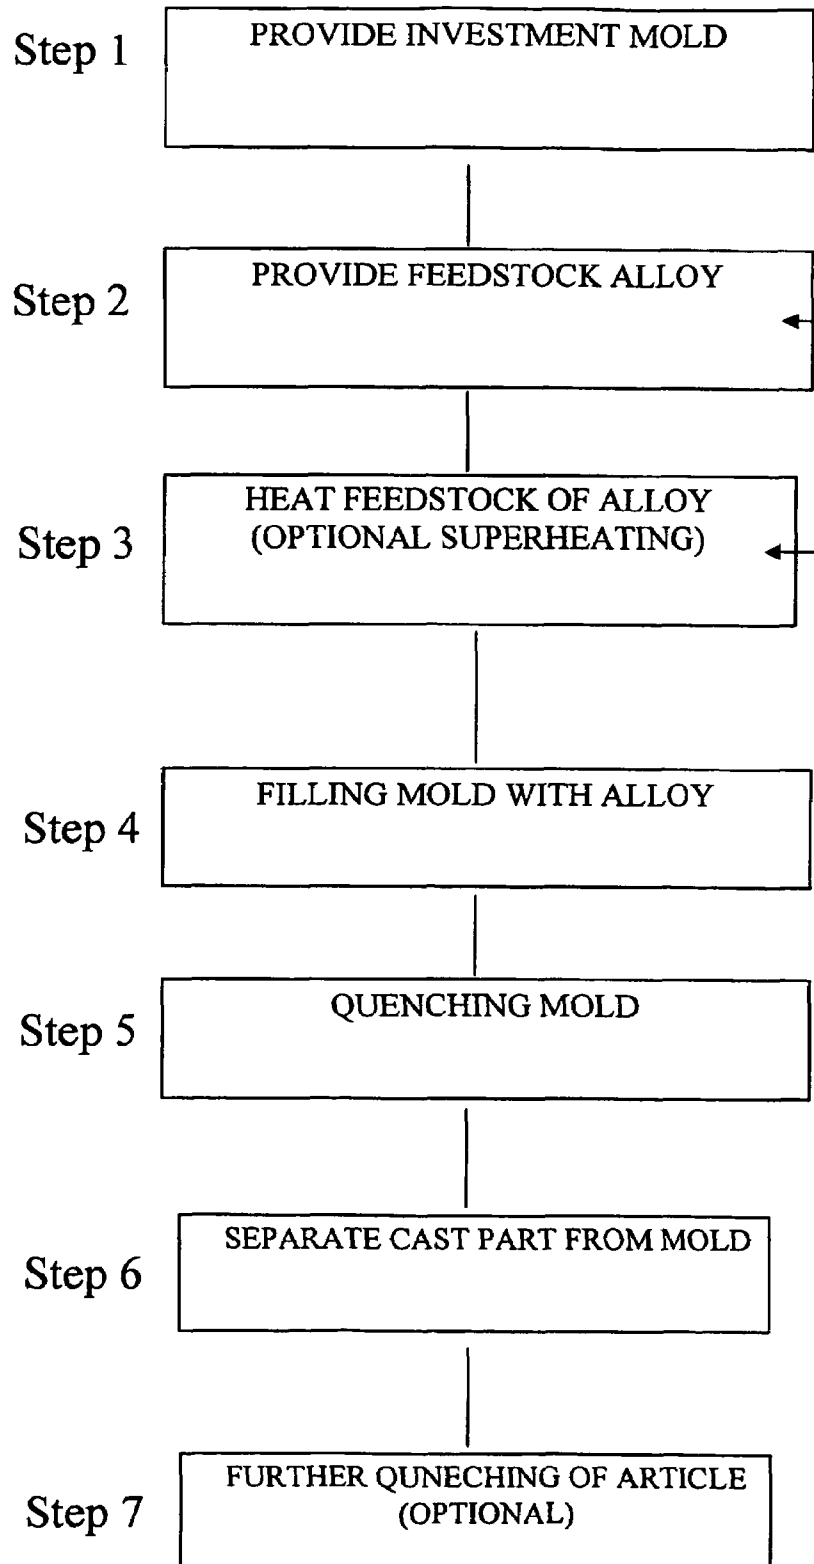 Step 1
PROVIDE INVESTMENT MOLD
Step 2
PROVIDE FEEDSTOCK ALLOY
Step 3
HEAT FEEDSTOCK OF ALLOY
(OPTIONAL SUPERHEATING)
Step 4
FILLING MOLD WITH ALLOY
Step 5
QUENCHING MOLD
Step 6
SEPARATE CAST PART FROM MOLD
Step 7
FURTHER QUNECHING OF ARTICLE
(OPTIONAL)